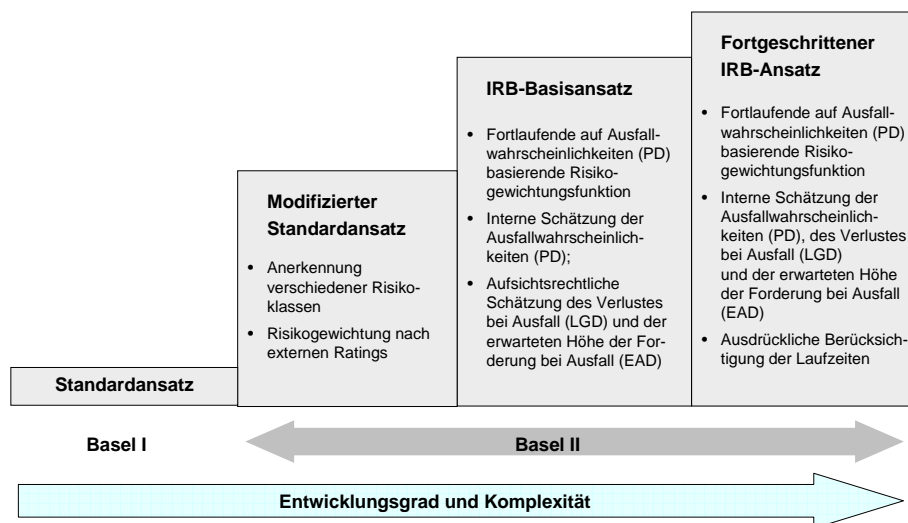 Fortgeschrittener
IRB-Ansatz
• Fortlaufende auf Ausfall-
wahrscheinlichkeiten (PD)
basierende Risiko-
gewichtungsfunktion
• Interne Schätzung der
Ausfallwahrscheinlich-
keiten (PD), des Verlustes
bei Ausfall (LGD)
und der erwarteten Höhe
der Forderung bei Ausfall
(EAD)
• Ausdrückliche Berücksich-
tigung der Laufzeiten
IRB-Basisansatz
• Fortlaufende auf Ausfall-
wahrscheinlichkeiten (PD)
basierende Risiko-
gewichtungsfunktion
• Interne Schätzung der
Ausfallwahrscheinlich-
keiten (PD);
• Aufsichtsrechtliche
Schätzung des Verlustes
bei Ausfall (LGD) und der
erwarteten Höhe der For-
derung bei Ausfall (EAD)
Modifizierter
Standardansatz
• Anerkennung
verschiedener Risiko-
klassen
• Risikogewichtung nach
externen Ratings
Standardansatz
Basel I
Basel II
Entwicklungsgrad und Komplexität